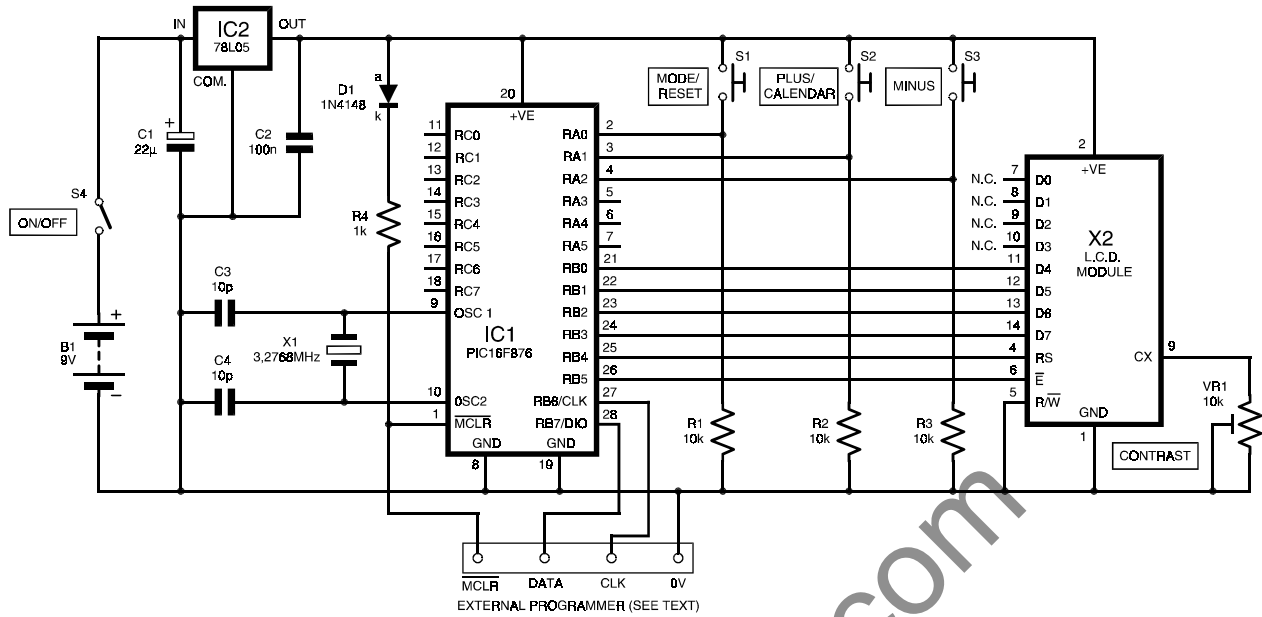 IN
IC2
78L05
OUT
COM.
C1
22µ
+
C2
100n
D1
1N4148
a
k
R4
1k
S4
ON/OFF
B1
9V
+
−
C3
10p
C4
10p
X1
3,2768MHz
20
+VE
11 RC0
12 RC1
13 RC2
14 RC3
15 RC4
16 RC5
17 RC6
18 RC7
9 OSC 1
10 OSC2
1 MCLR
IC1
PIC16F876
RA0 2
RA1 3
RA2 4
RA3 5
RA4 6
RA5 7
RB0 21
RB1 22
RB2 23
RB3 24
RB4 25
RB5 26
RB6/CLK 27
RB7/DIO 28
GND GND
8 19
MODE/
RESET
S1
PLUS/
CALENDAR
S2
MINUS
S3
R1
10k
R2
10k
R3
10k
2
+VE
N.C. 7 D0
N.C. 8 D1
N.C. 9 D2
N.C. 10 D3
11 D4
12 D5
13 D6
14 D7
4 RS
6 E
5 R/W
X2
L.C.D.
MODULE
CX 9
GND
1
VR1
10k
CONTRAST
MCLR DATA CLK 0V
EXTERNAL PROGRAMMER (SEE TEXT)
com